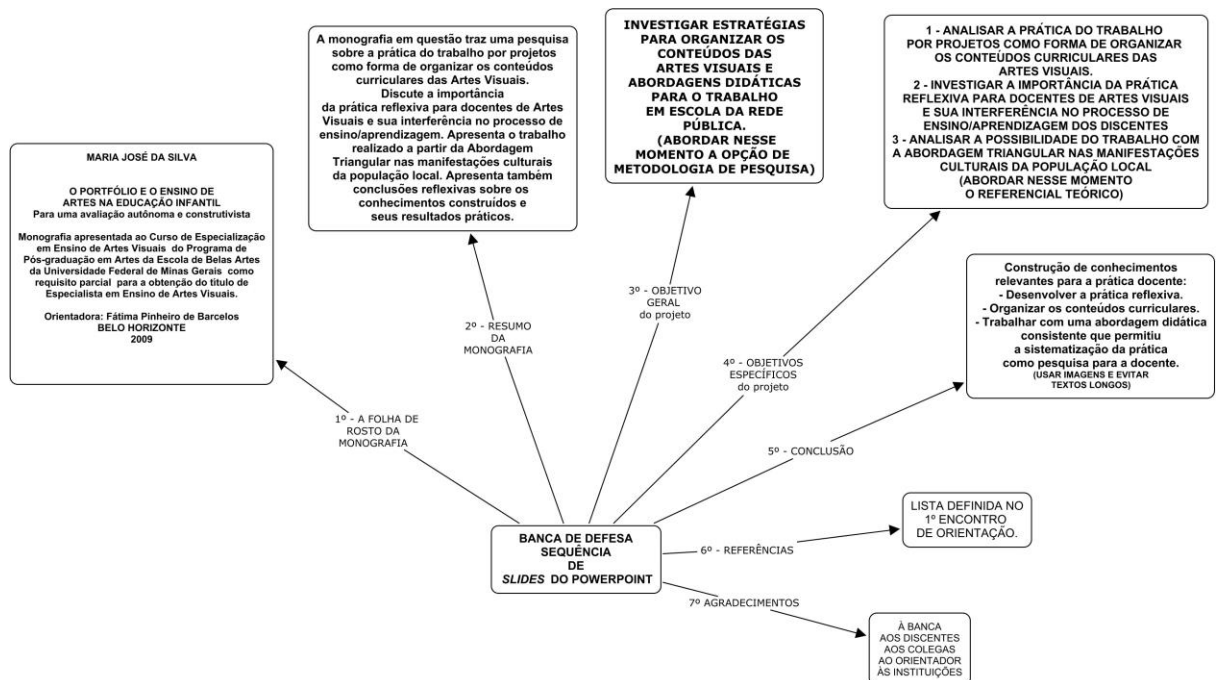 MARIA JOSÉ DA SILVA
O PORTFÓLIO E O ENSINO DE
ARTES NA EDUCAÇÃO INFANTIL
Para uma avaliação autônoma e construtivista
Monografia apresentada ao Curso de Especialização
em Ensino de Artes Visuais do Programa de
Pós-graduação em Artes da Escola de Belas Artes
da Universidade Federal de Minas Gerais como
requisito parcial para a obtenção do titulo de
Especialista em Ensino de Artes Visuais.
Orientadora: Fátima Pinheiro de Barcelos
BELO HORIZONTE
2009
1º - A FOLHA DE
ROSTO DA
MONOGRAFIA
A monografia em questão traz uma pesquisa
sobre a prática do trabalho por projetos
como forma de organizar os conteúdos
curriculares das Artes Visuais.
Discute a importância
da prática reflexiva para docentes de Artes
Visuais e sua interferência no processo de
ensino/aprendizagem. Apresenta o trabalho
realizado a partir da Abordagem
Triangular nas manifestações culturais
da população local. Apresenta também
conclusões reflexivas sobre os
conhecimentos construídos e
seus resultados práticos.
2º - RESUMO
DA
MONOGRAFIA
INVESTIGAR ESTRATÉGIAS
PARA ORGANIZAR OS
CONTEÚDOS DAS
ARTES VISUAIS E
ABORDAGENS DIDÁTICAS
PARA O TRABALHO
EM ESCOLA DA REDE
PÚBLICA.
(ABORDAR NESSE
MOMENTO A OPÇÃO DE
METODOLOGIA DE PESQUISA)
3º - OBJETIVO
GERAL
do projeto
1 - ANALISAR A PRÁTICA DO TRABALHO
POR PROJETOS COMO FORMA DE ORGANIZAR
OS CONTEÚDOS CURRICULARES DAS
ARTES VISUAIS.
2 - INVESTIGAR A IMPORTÂNCIA DA PRÁTICA
REFLEXIVA PARA DOCENTES DE ARTES VISUAIS
E SUA INTERFERÊNCIA NO PROCESSO DE
ENSINO/APRENDIZAGEM DOS DISCENTES
3 - ANALISAR A POSSIBILIDADE DO TRABALHO COM
A ABORDAGEM TRIANGULAR NAS MANIFESTAÇÕES
CULTURAIS DA POPULAÇÃO LOCAL
(ABORDAR NESSE MOMENTO
O REFERENCIAL TEÓRICO)
4º - OBJETIVOS
ESPECÍFICOS
do projeto
Construção de conhecimentos
relevantes para a prática docente:
- Desenvolver a prática reflexiva.
- Organizar os conteúdos curriculares.
- Trabalhar com uma abordagem didática
consistente que permitiu
a sistematização da prática
como pesquisa para a docente.
(USAR IMAGENS E EVITAR
TEXTOS LONGOS)
5º - CONCLUSÃO
LISTA DEFINIDA NO
1º ENCONTRO
DE ORIENTAÇÃO.
6º - REFERÊNCIAS
BANCA DE DEFESA
SEQUÊNCIA
DE
SLIDES DO POWERPOINT
7º AGRADECIMENTOS
À BANCA
AOS DISCENTES
AOS COLEGAS
AO ORIENTADOR
ÀS INSTITUIÇÕES